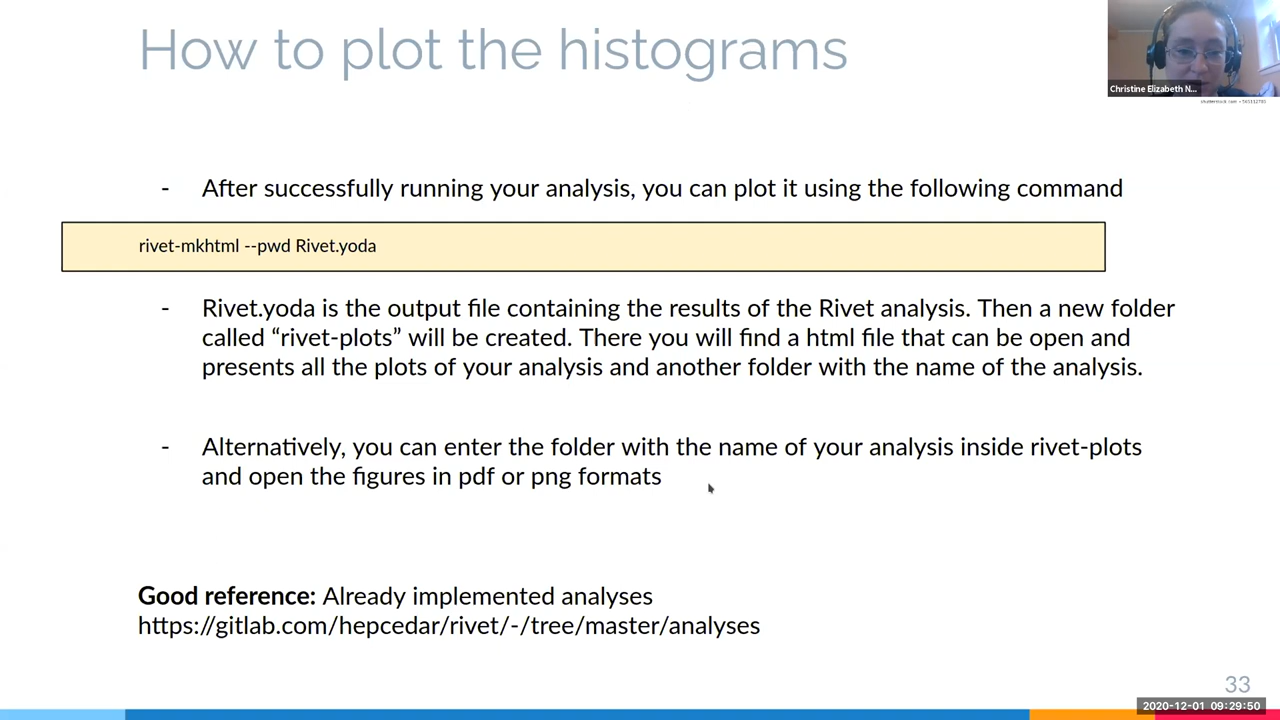 How to plot the histograms
Christine Elizabeth N...
- After successfully running your analysis, you can plot it using the following command
rivet-mkhtml --pwd Rivet.yoda
- Rivet.yoda is the output file containing the results of the Rivet analysis. Then a new folder
called “rivet-plots” will be created. There you will find a html file that can be open and
presents all the plots of your analysis and another folder with the name of the analysis.
- Alternatively, you can enter the folder with the name of your analysis inside rivet-plots
and open the figures in pdf or png formats
Good reference: Already implemented analyses
https://gitlab.com/hepcedar/rivet/-/tree/master/analyses
33
2020-12-01 09:29:50